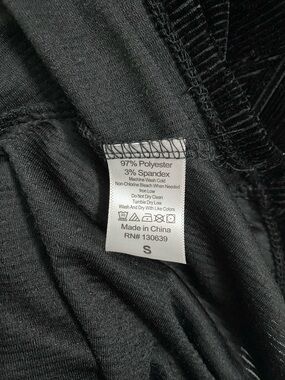 97% Polyester
3% Spandex
Machine Wash Cold
Non-Chlorine Bleach When Needed
Iron Low
Do Not Dry Clean
Tumble Dry Low
Wash And Dry With Like Colors
Made in China
RN# 130639
S